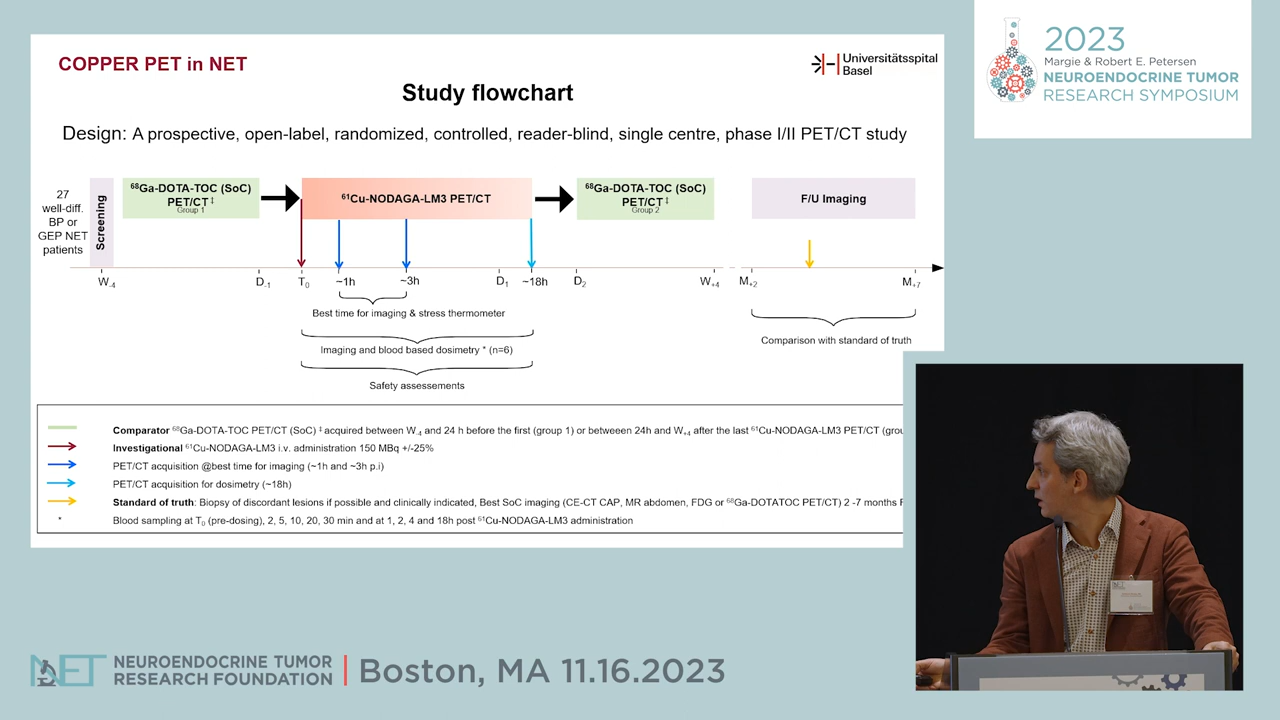 COPPER PET in NET
Universitätsspital
Basel
Study flowchart
Design: A prospective, open-label, randomized, controlled, reader-blind, single centre, phase I/II PET/CT study
27
well-diff.
BP or
GEP NET
patients
Screening
⁶⁸Ga-DOTA-TOC (SoC)
PET/CT‡
Group 1
⁶¹Cu-NODAGA-LM3 PET/CT
⁶⁸Ga-DOTA-TOC (SoC)
PET/CT‡
Group 2
F/U Imaging
W₋₄ D₋₁ T₀ ~1h ~3h D₁ ~18h D₂ W₊₄ M₊₂ M₊₇
Best time for imaging & stress thermometer
Imaging and blood based dosimetry * (n=6)
Safety assessements
Comparison with standard of truth
Comparator ⁶⁸Ga-DOTA-TOC PET/CT (SoC) ‡ acquired between W₋₄ and 24 h before the first (group 1) or betweeen 24h and W₊₄ after the last ⁶¹Cu-NODAGA-LM3 PET/CT (grou
Investigational ⁶¹Cu-NODAGA-LM3 i.v. administration 150 MBq +/-25%
PET/CT acquisition @best time for imaging (~1h and ~3h p.i)
PET/CT acquisition for dosimetry (~18h)
Standard of truth: Biopsy of discordant lesions if possible and clinically indicated, Best SoC imaging (CE-CT CAP, MR abdomen, FDG or ⁶⁸Ga-DOTATOC PET/CT) 2 -7 months
* Blood sampling at T₀ (pre-dosing), 2, 5, 10, 20, 30 min and at 1, 2, 4 and 18h post ⁶¹Cu-NODAGA-LM3 administration
2023
Margie & Robert E. Petersen
NEUROENDOCRINE TUMOR
RESEARCH SYMPOSIUM
NET
NEUROENDOCRINE TUMOR
RESEARCH FOUNDATION
Boston, MA 11.16.2023